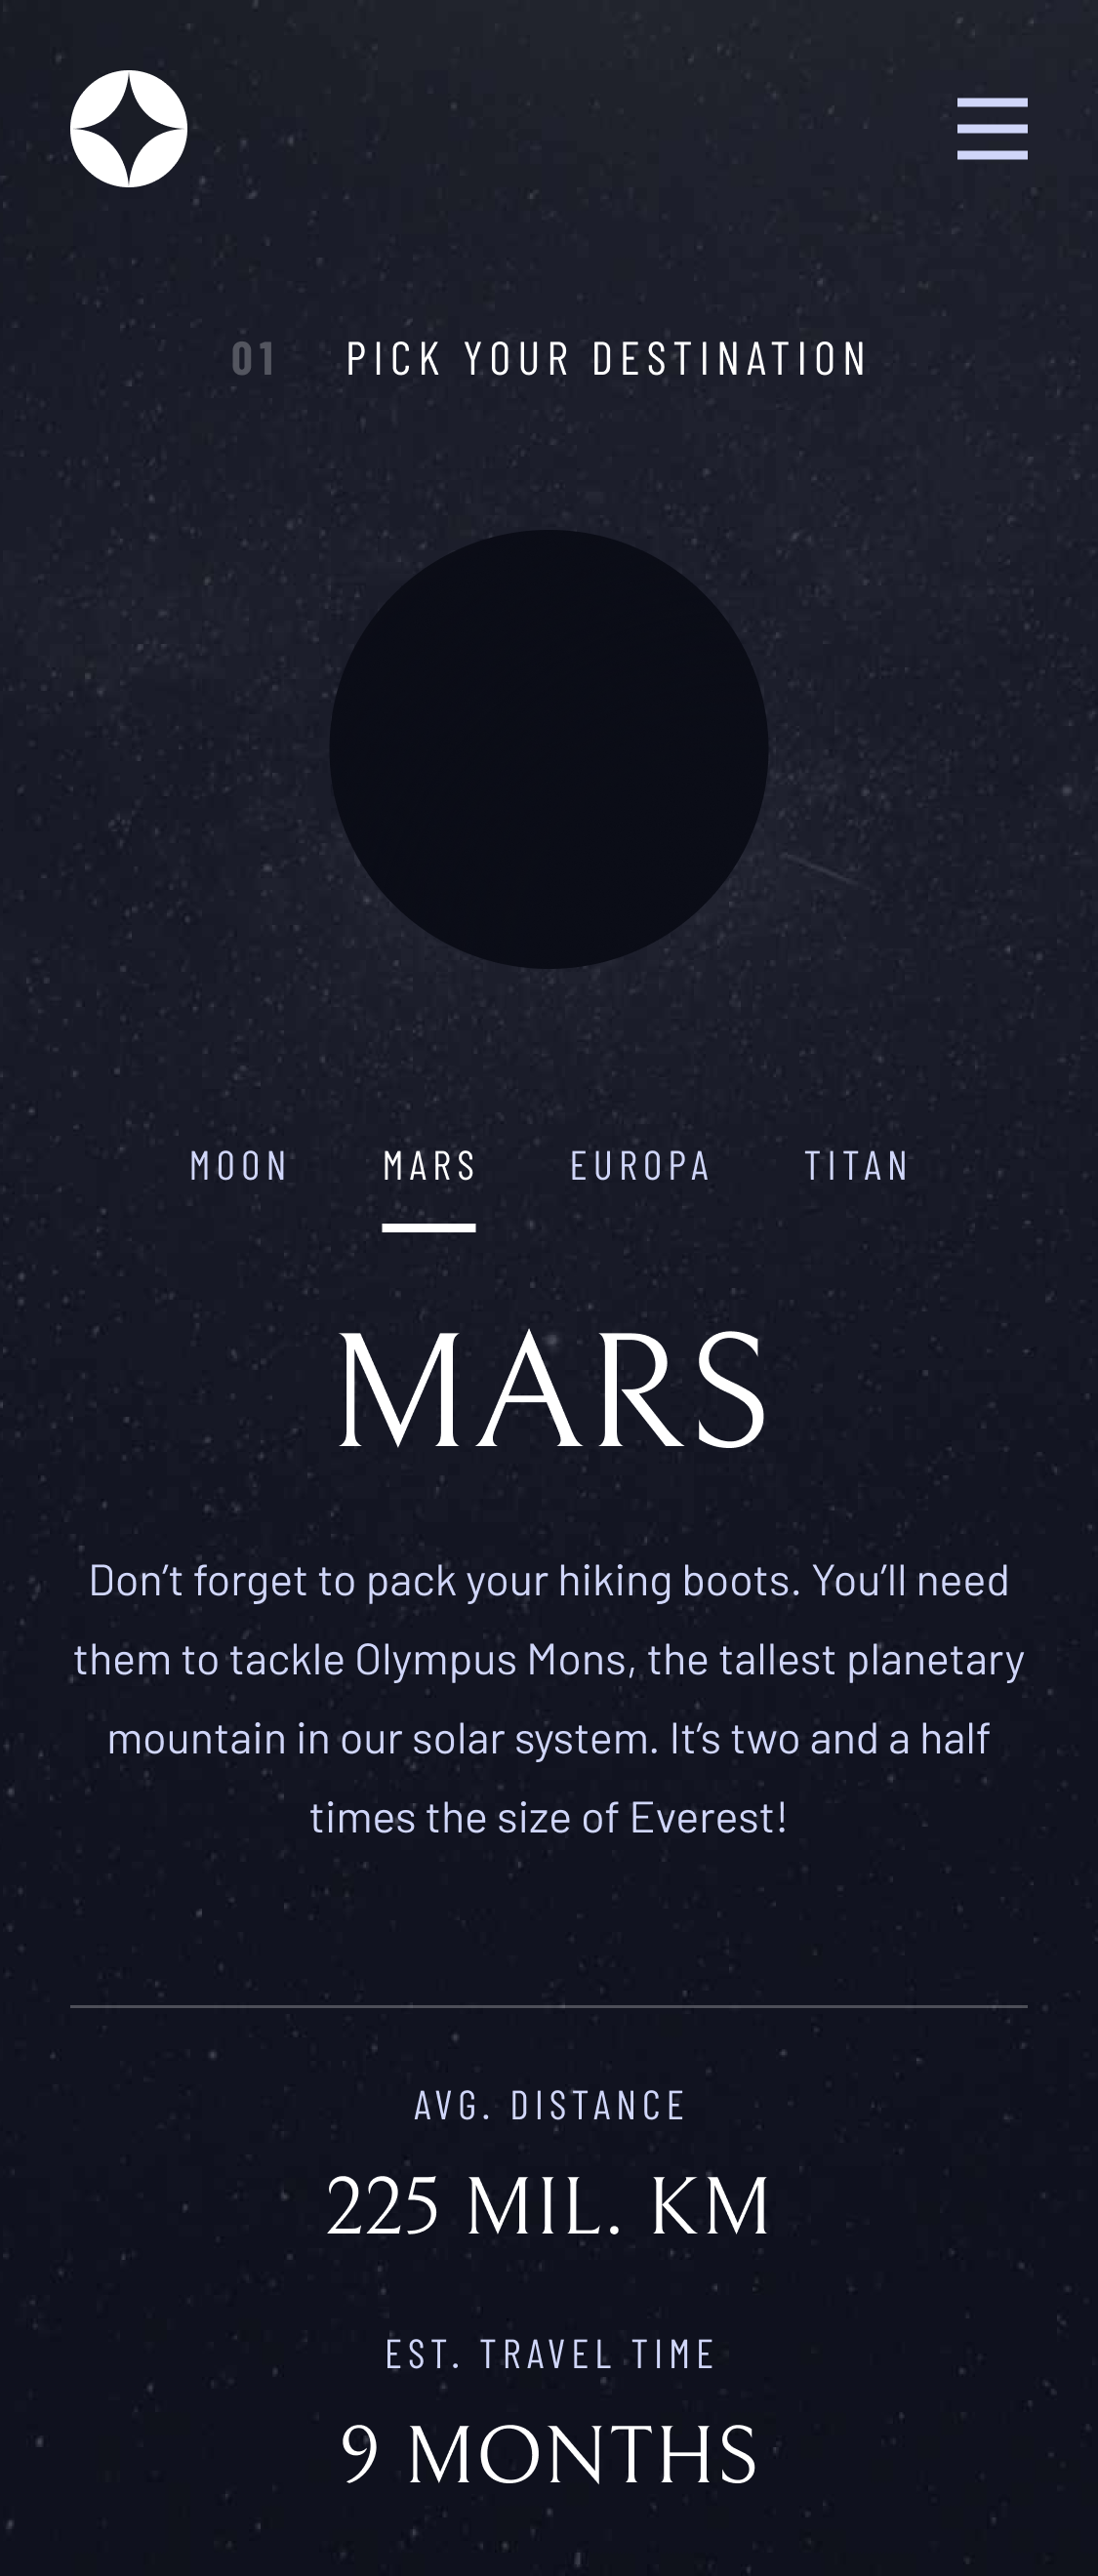 01 PICK YOUR DESTINATION
MOON MARS EUROPA TITAN
MARS
Don’t forget to pack your hiking boots. You’ll need
them to tackle Olympus Mons, the tallest planetary
mountain in our solar system. It’s two and a half
times the size of Everest!
AVG. DISTANCE
225 MIL. KM
EST. TRAVEL TIME
9 MONTHS